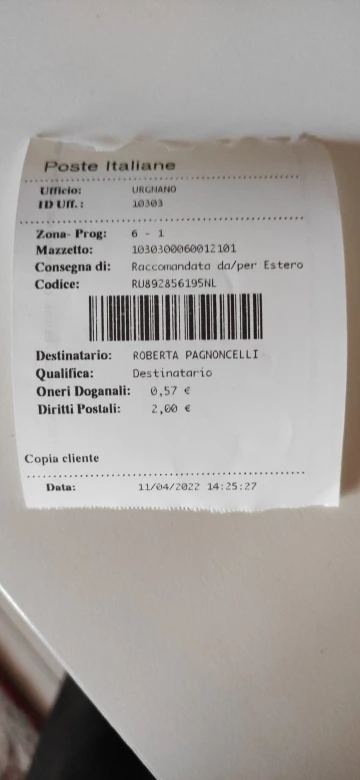 Poste Italiane
Ufficio: URGNANO
ID Uff.: 10303
Zona- Prog: 6 - 1
Mazzetto: 1030300060012101
Consegna di: Raccomandata da/per Estero
Codice: RU892856195NL
Destinatario: ROBERTA PAGNONCELLI
Qualifica: Destinatario
Oneri Doganali: 0,57 €
Diritti Postali: 2,00 €
Copia cliente
Data: 11/04/2022 14:25:27